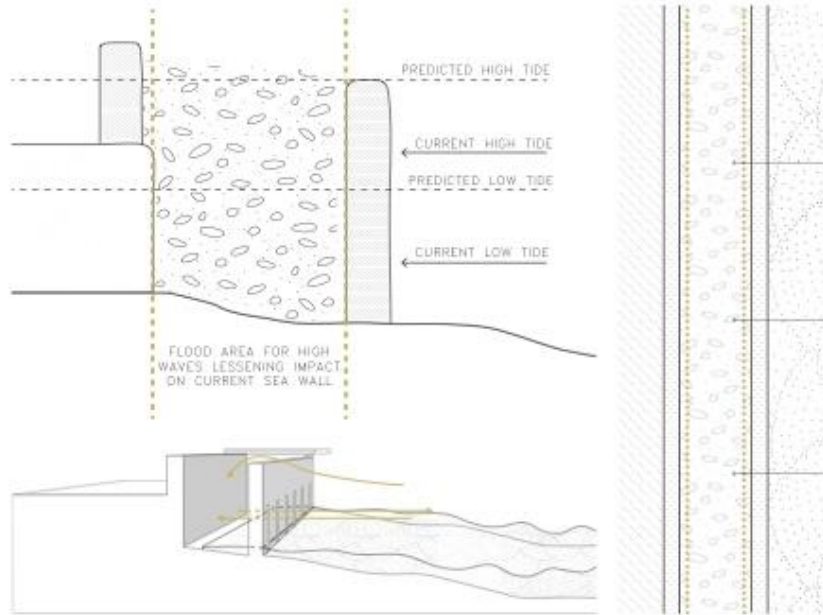 PREDICTED HIGH TIDE
CURRENT HIGH TIDE
PREDICTED LOW TIDE
CURRENT LOW TIDE
FLOOD AREA FOR HIGH
WAVES LESSENING IMPACT
ON CURRENT SEA WALL